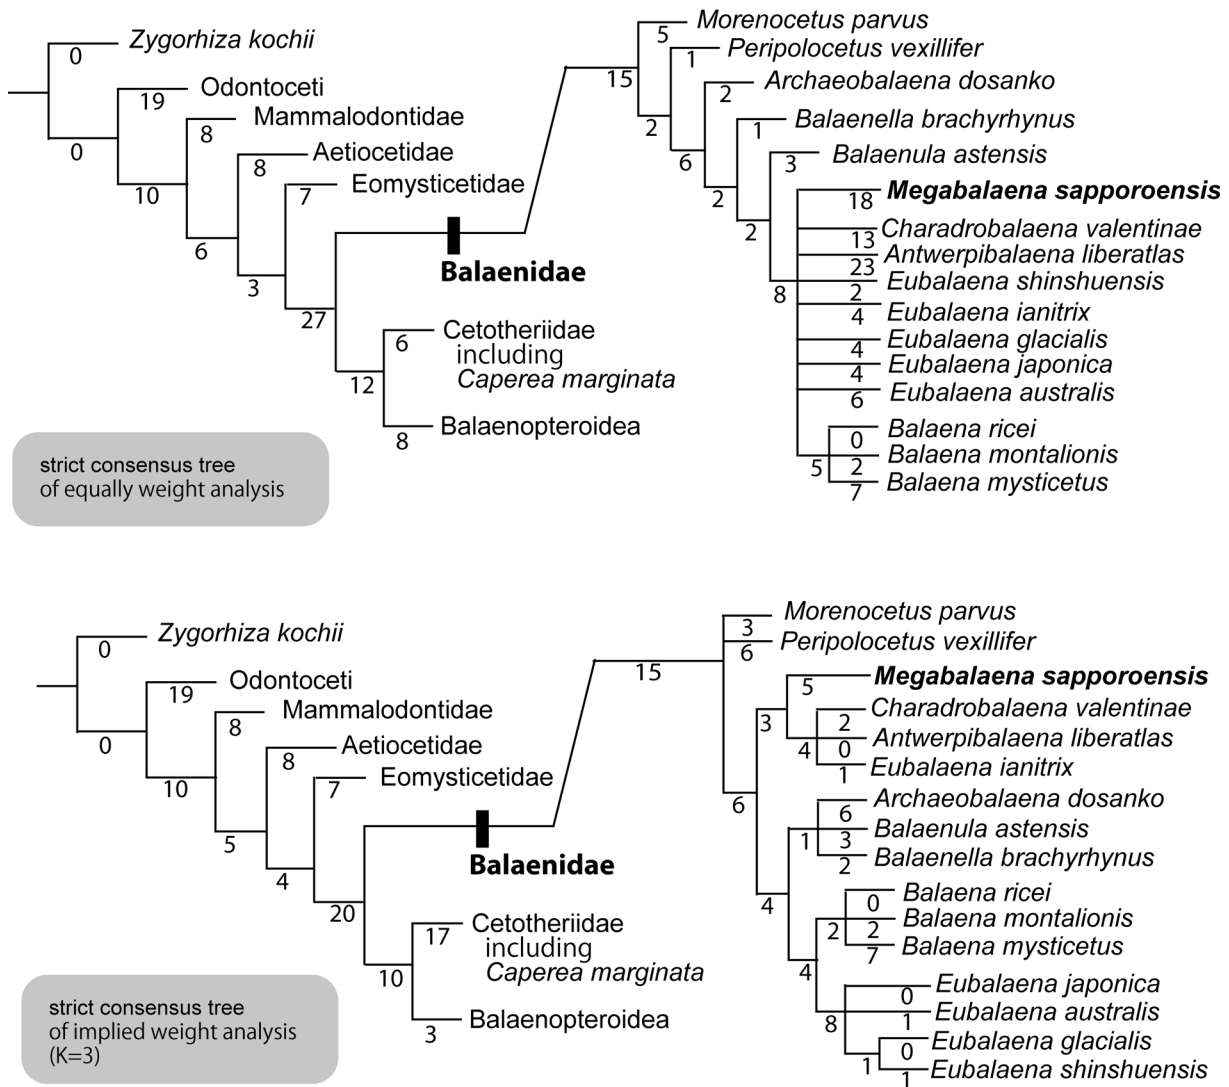 Zygorhiza kochii
0
Odontoceti
19
0
Mammalodontidae
8
10
Aetiocetidae
8
6
Eomysticetidae
7
3
27
Balaenidae
Cetotheriidae
including
Caperea marginata
6
12
Balaenopteroidea
8
strict consensus tree
of equally weight analysis
15
Morenocetus parvus
5
Peripolocetus vexillifer
1
2
Archaeobalaena dosanko
2
6
Balaenella brachyrhynus
1
2
Balaenula astensis
3
2
Megabalaena sapporoensis
18
Charadrobalaena valentinae
13
Antwerpibalaena liberatlas
23
Eubalaena shinshuensis
2
8
Eubalaena ianitrix
4
Eubalaena glacialis
4
Eubalaena japonica
4
Eubalaena australis
6
Balaena ricei
0
Balaena montalionis
5
2
Balaena mysticetus
7
Zygorhiza kochii
0
Odontoceti
19
0
Mammalodontidae
8
10
Aetiocetidae
8
5
Eomysticetidae
7
4
20
Balaenidae
Cetotheriidae
including
Caperea marginata
17
10
Balaenopteroidea
3
strict consensus tree
of implied weight analysis
(K=3)
15
Morenocetus parvus
3
Peripolocetus vexillifer
6
Megabalaena sapporoensis
5
3
Charadrobalaena valentinae
2
Antwerpibalaena liberatlas
4
0
Eubalaena ianitrix
1
6
Archaeobalaena dosanko
6
Balaenula astensis
1
3
Balaenella brachyrhynus
2
4
Balaena ricei
0
Balaena montalionis
2
2
Balaena mysticetus
7
4
Eubalaena japonica
0
Eubalaena australis
8
1
Eubalaena glacialis
0
1
Eubalaena shinshuensis
1